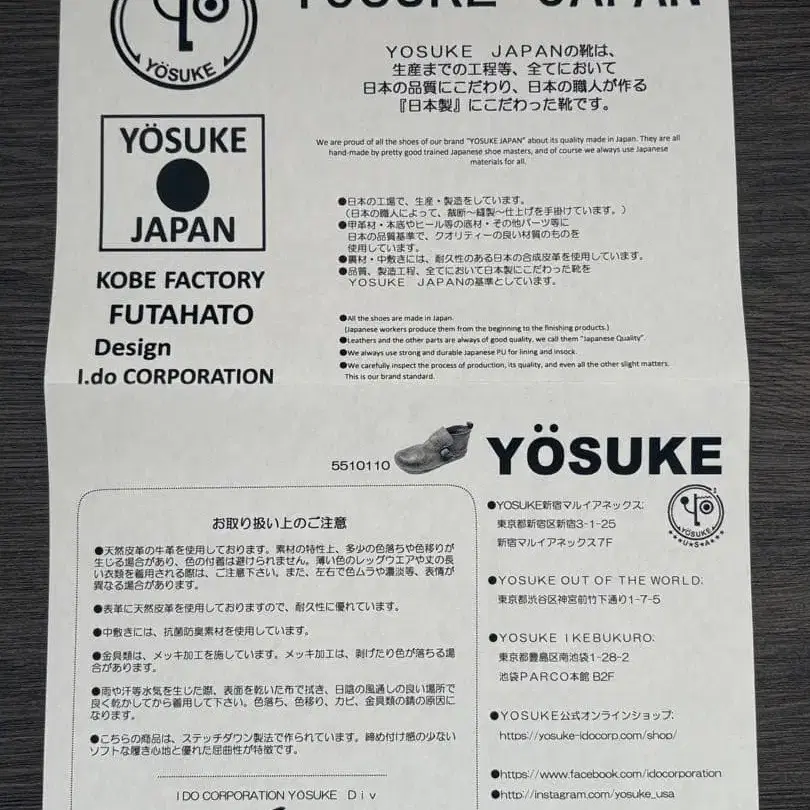 YOSUKE JAPAN
YÖSUKE
YOSUKE JAPANの靴は、
生産までの工程等、全てにおいて
日本の品質にこだわり、日本の職人が作る
『日本製』にこだわった靴です。
We are proud of all the shoes of our brand "YOSUKE JAPAN" about its quality made in Japan. They are all
hand-made by pretty good trained Japanese shoe masters, and of course we always use Japanese
materials for all.
YÖSUKE
JAPAN
KOBE FACTORY
FUTAHATO
Design
I.do CORPORATION
●日本の工場で、生産・製造をしています。
(日本の職人によって、裁断～縫製～仕上げを手掛けています。)
●甲革材・本底やヒール等の底材・その他パーツ等に
日本の品質基準で、クオリティーの良い材質のものを
使用しています。
●裏材・中敷きには、耐久性のある日本の合成皮革を使用しています。
●品質、製造工程、全てにおいて日本製にこだわった靴を
YOSUKE JAPANの基準としています。
●All the shoes are made in Japan.
(Japanese workers produce them from the beginning to the finishing products.)
●Leathers and the other parts are always of good quality, we call them "Japanese Quality".
●We always use strong and durable Japanese PU for lining and insock.
●We carefully inspect the process of production, its quality, and even all the other slight matters.
This is our brand standard.
5510110
YÖSUKE
お取り扱い上のご注意
●天然皮革の牛革を使用しております。素材の特性上、多少の色落ちや色移りが
生じる場合があり、色の付着は避けられません。薄い色のレッグウエアや丈の長
い衣類を着用される際は、ご注意下さい。また、左右で色ムラや濃淡等、表情が
異なる場合があります。
●表革に天然皮革を使用しておりますので、耐久性に優れています。
●中敷きには、抗菌防臭素材を使用しています。
●金具類は、メッキ加工を施しています。メッキ加工は、剥げたり色が落ちる場
合があります。
●雨や汗等水気を生じた際、表面を乾いた布で拭き、日陰の風通しの良い場所で
良く乾かしてから着用して下さい。色落ち、色移り、カビ、金具類の錆の原因に
なります。
●こちらの商品は、ステッチダウン製法で作られています。締め付け感の少ない
ソフトな履き心地と優れた屈曲性が特徴です。
I DO CORPORATION YÖSUKE Div
●YOSUKE新宿マルイアネックス:
東京都新宿区新宿3-1-25
新宿マルイアネックス7F
YÖSUKE
★★★U★S★A★★★
●YOSUKE OUT OF THE WORLD:
東京都渋谷区神宮前竹下通り1-7-5
●YOSUKE IKEBUKURO:
東京都豊島区南池袋1-28-2
池袋PARCO本館 B2F
●YOSUKE公式オンラインショップ:
https://yosuke-idocorp.com/shop/
●https://www.facebook.com/idocorporation
●http://instagram.com/yosuke_usa